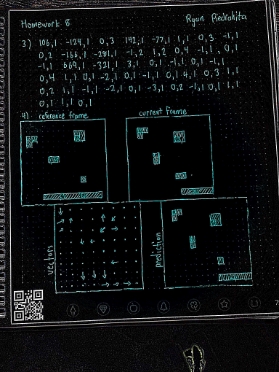 Homework 8 Ryan Piedrahita
3) 106,1 -124,1 0,3 192,1 -77,1 1,1 0,3 -1,1
0,2 -166,1 -281,1 -1,2 1,2 0,4 -1,1 0,1
-1,1 669,1 -321,1 3,1 0,1 -1,1 0,1 -1,1
0,4 1,1 0,1 -2,1 0,1 -1,1 0,1 4,1 0,3 1,1
0,2 1,1 -1,1 -2,1 0,1 -3,1 0,2 -1,1 0,1 1,1
0,1 1,1 0,1
4) reference frame current frame
vectors
prediction